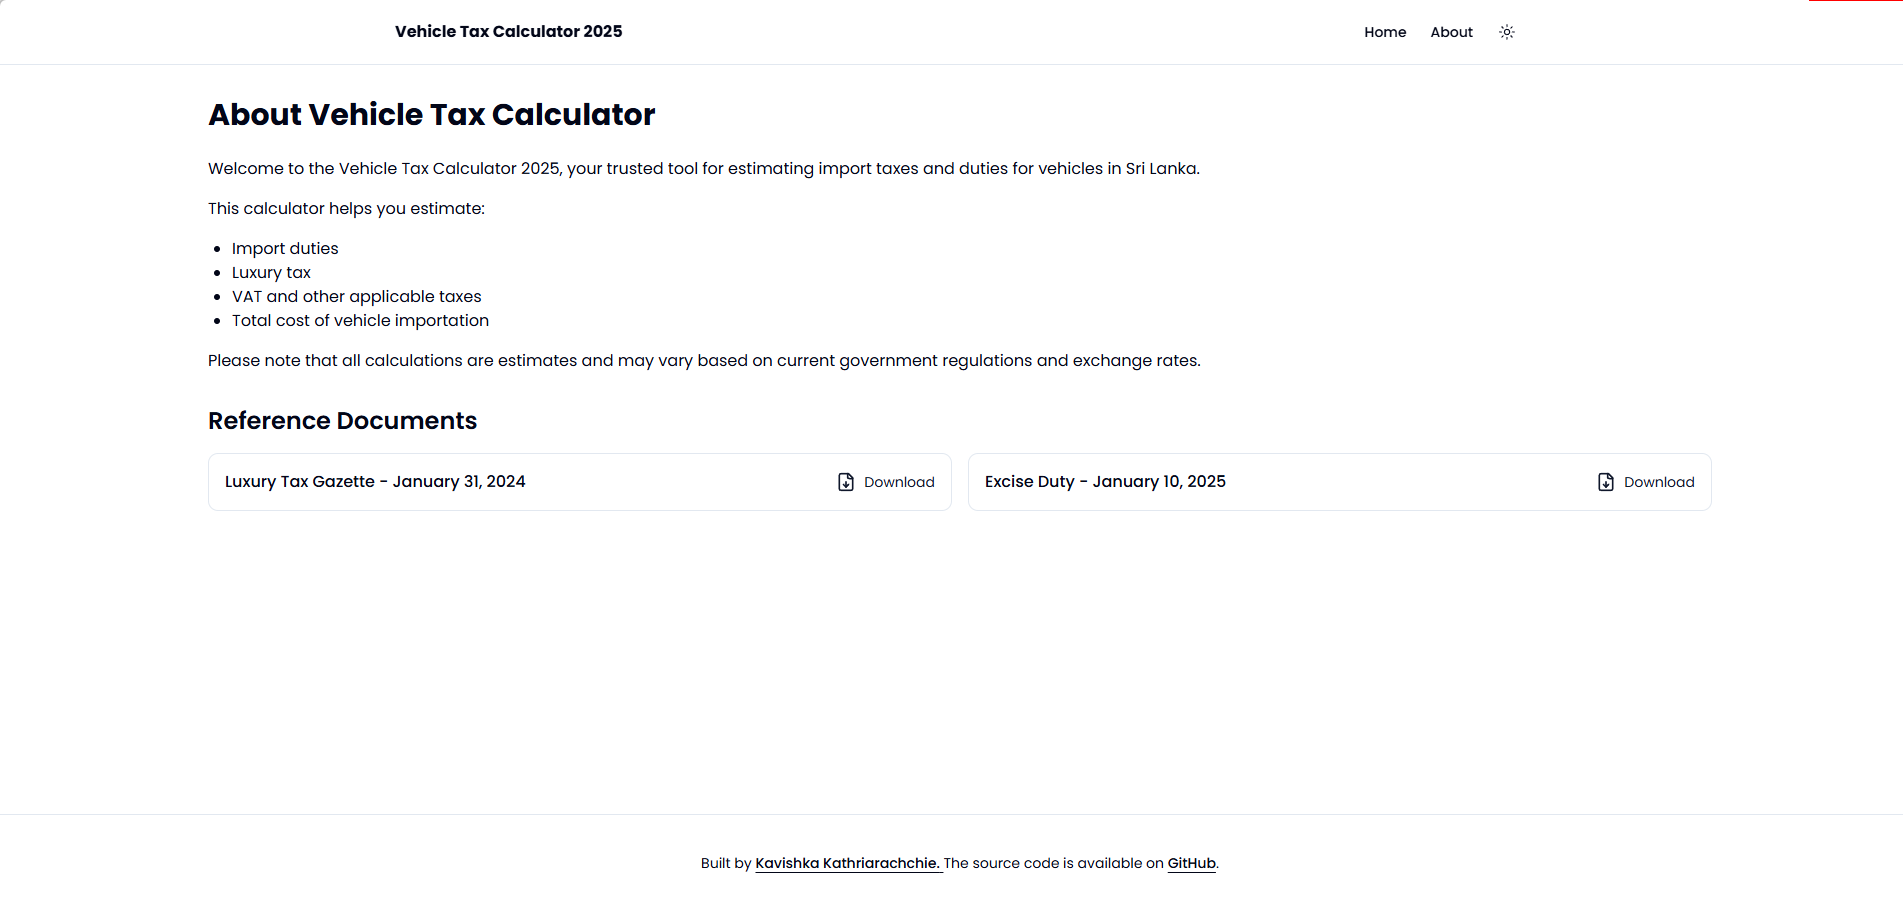 Vehicle Tax Calculator 2025
Home
About
About Vehicle Tax Calculator
Welcome to the Vehicle Tax Calculator 2025, your trusted tool for estimating import taxes and duties for vehicles in Sri Lanka.
This calculator helps you estimate:
Import duties
Luxury tax
VAT and other applicable taxes
Total cost of vehicle importation
Please note that all calculations are estimates and may vary based on current government regulations and exchange rates.
Reference Documents
Luxury Tax Gazette - January 31, 2024
Download
Excise Duty - January 10, 2025
Download
Built by Kavishka Kathriarachchie. The source code is available on GitHub.